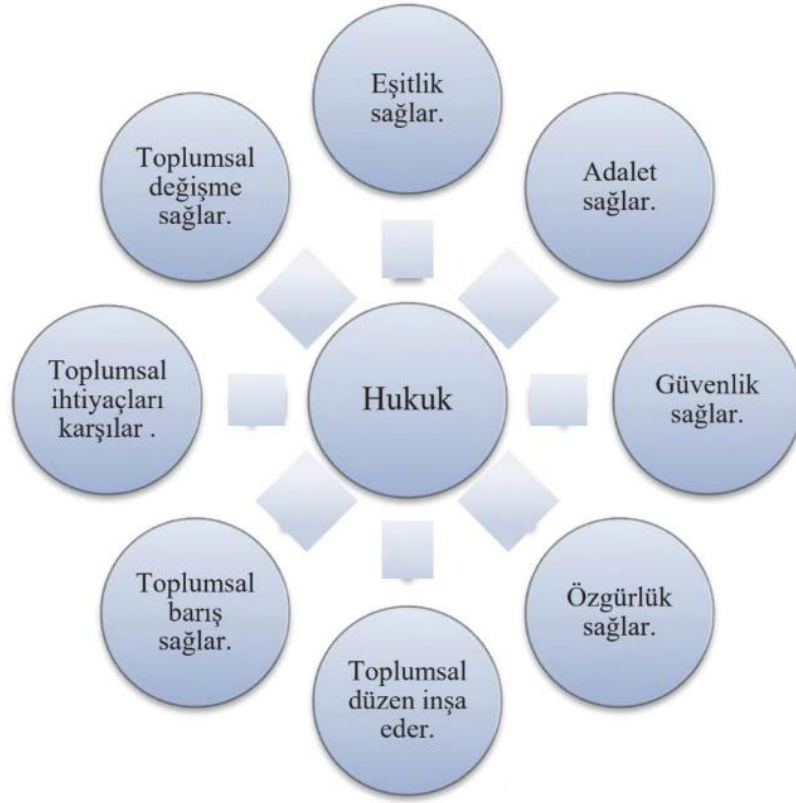 Eşitlik
sağlar.
Adalet
sağlar.
Güvenlik
sağlar.
Özgürlük
sağlar.
Toplumsal
düzen inşa
eder.
Toplumsal
barış
sağlar.
Toplumsal
ihtiyaçları
karşılar .
Toplumsal
değişme
sağlar.
Hukuk